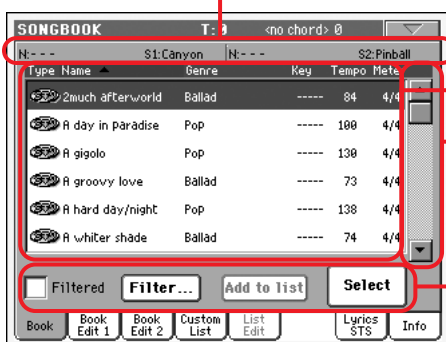 SONGBOOK T:0 <no chord> 0
N:--- S1:Canyon N:--- S2:Pinball
Type Name Genre Key Tempo Mete
2much afterworld Ballad ----- 84 4/4
A day in paradise Pop ----- 100 4/4
A gigolo Pop ----- 130 4/4
A groovy love Ballad ----- 73 4/4
A hard day/night Pop ----- 138 4/4
A whiter shade Ballad ----- 74 4/4
Filtered Filter... Add to list Select
Book Book Edit 1 Book Edit 2 Custom List List Edit Lyrics STS Info